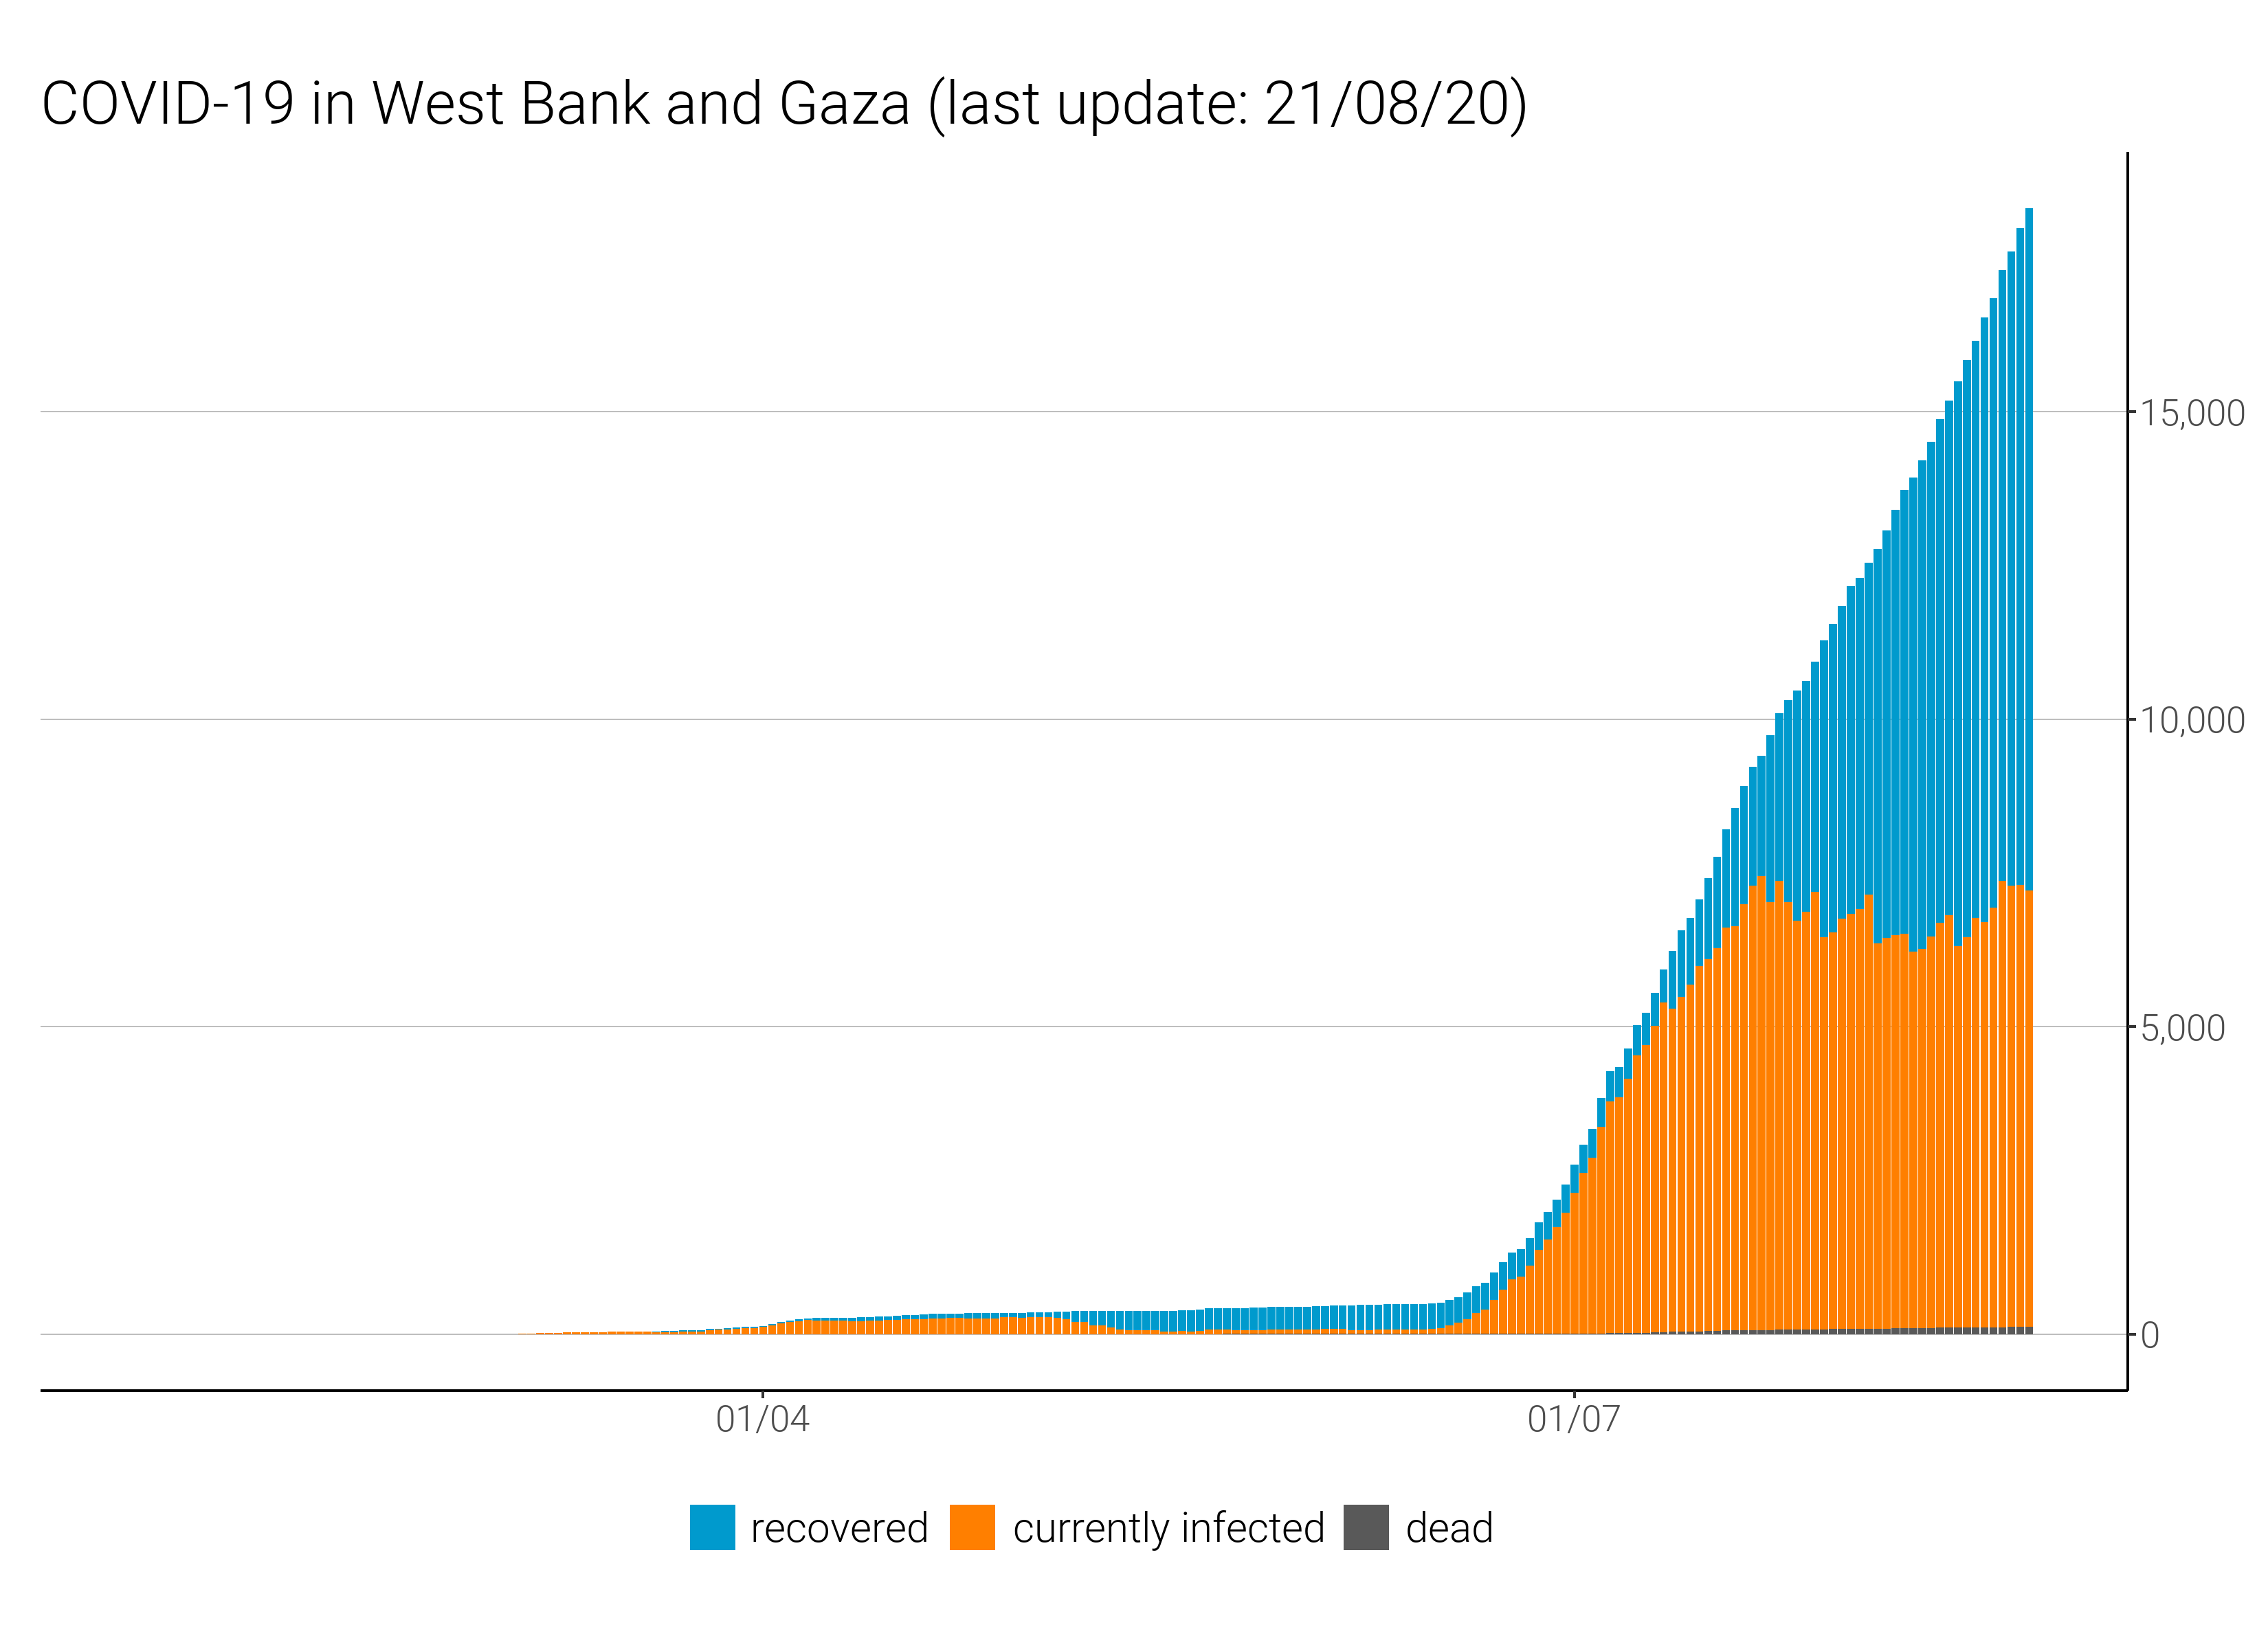 COVID-19 in West Bank and Gaza (last update: 21/08/20)
15,000
10,000
5,000
0
01/04 01/07
recovered currently infected dead